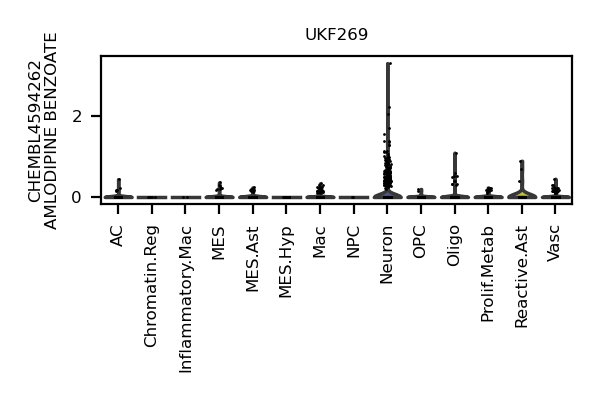 UKF269
CHEMBL4594262
AMLODIPINE BENZOATE
2
0
AC
Chromatin.Reg
Inflammatory.Mac
MES
MES.Ast
MES.Hyp
Mac
NPC
Neuron
OPC
Oligo
Prolif.Metab
Reactive.Ast
Vasc